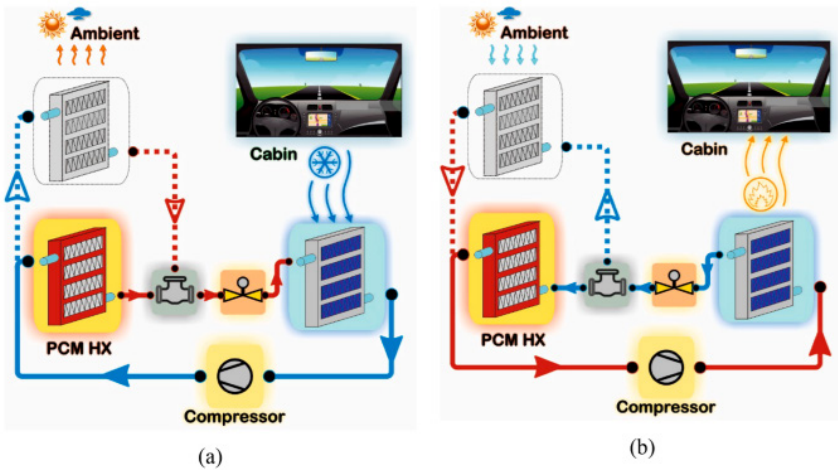 Ambient
Cabin
PCM HX
Compressor
(a)
Ambient
Cabin
PCM HX
Compressor
(b)